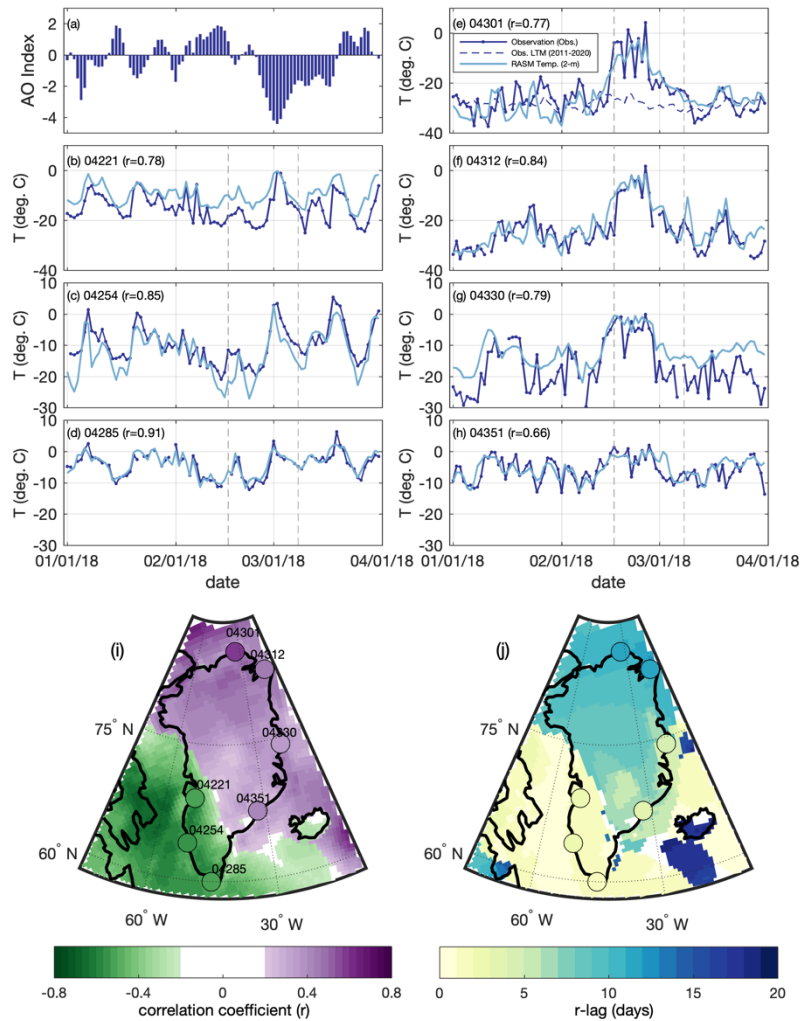 (a)
AO Index
2
0
-2
-4
(b) 04221 (r=0.78)
T (deg. C)
0
-20
-40
(c) 04254 (r=0.85)
T (deg. C)
10
0
-10
-20
-30
(d) 04285 (r=0.91)
T (deg. C)
10
0
-10
-20
-30
01/01/18 02/01/18 03/01/18 04/01/18
date
(e) 04301 (r=0.77)
Observation (Obs.)
Obs. LTM (2011-2020)
RASM Temp. (2-m)
T (deg. C)
0
-20
-40
(f) 04312 (r=0.84)
T (deg. C)
0
-20
-40
(g) 04330 (r=0.79)
T (deg. C)
10
0
-10
-20
-30
(h) 04351 (r=0.66)
T (deg. C)
10
0
-10
-20
-30
01/01/18 02/01/18 03/01/18 04/01/18
date
(i)
04301
04312
75° N
04330
04221
04351
04254
60° N
04285
60° W
30° W
-0.8 -0.4 0 0.4 0.8
correlation coefficient (r)
(j)
75° N
60° N
60° W
30° W
0 5 10 15 20
r-lag (days)